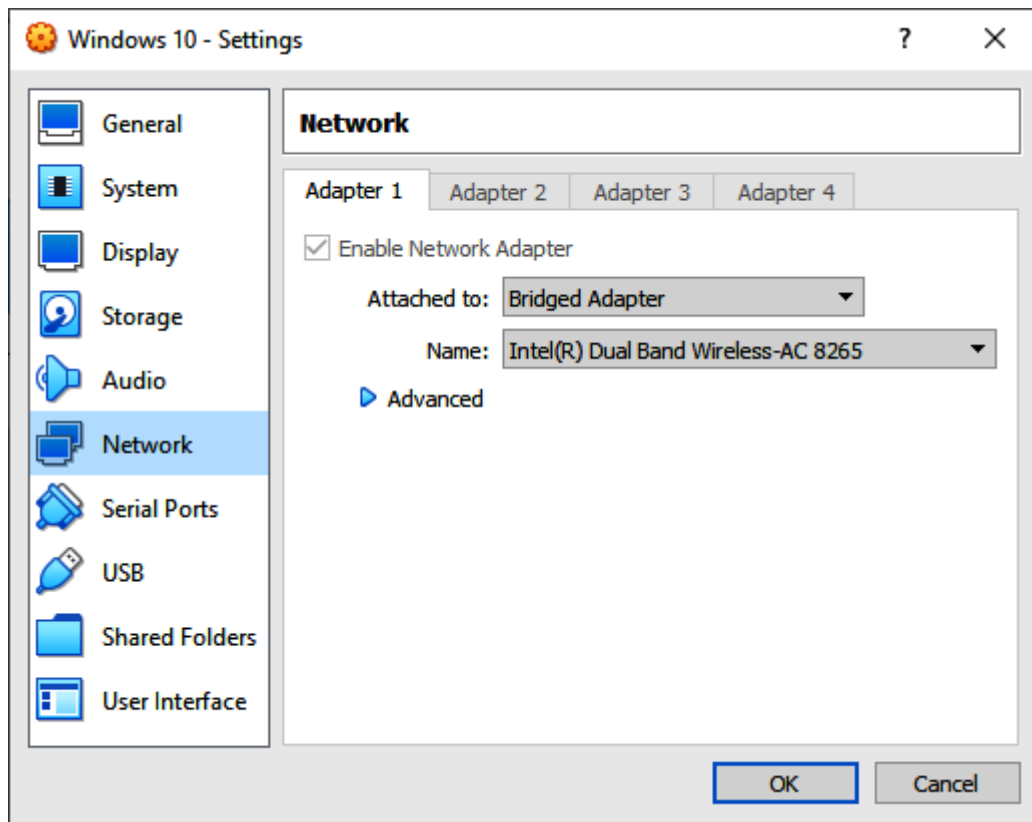 Windows 10 - Settings
?
General
System
Display
Storage
Audio
Network
Serial Ports
USB
Shared Folders
User Interface
Network
Adapter 1 Adapter 2 Adapter 3 Adapter 4
Enable Network Adapter
Attached to: Bridged Adapter
Name: Intel(R) Dual Band Wireless-AC 8265
Advanced
OK Cancel